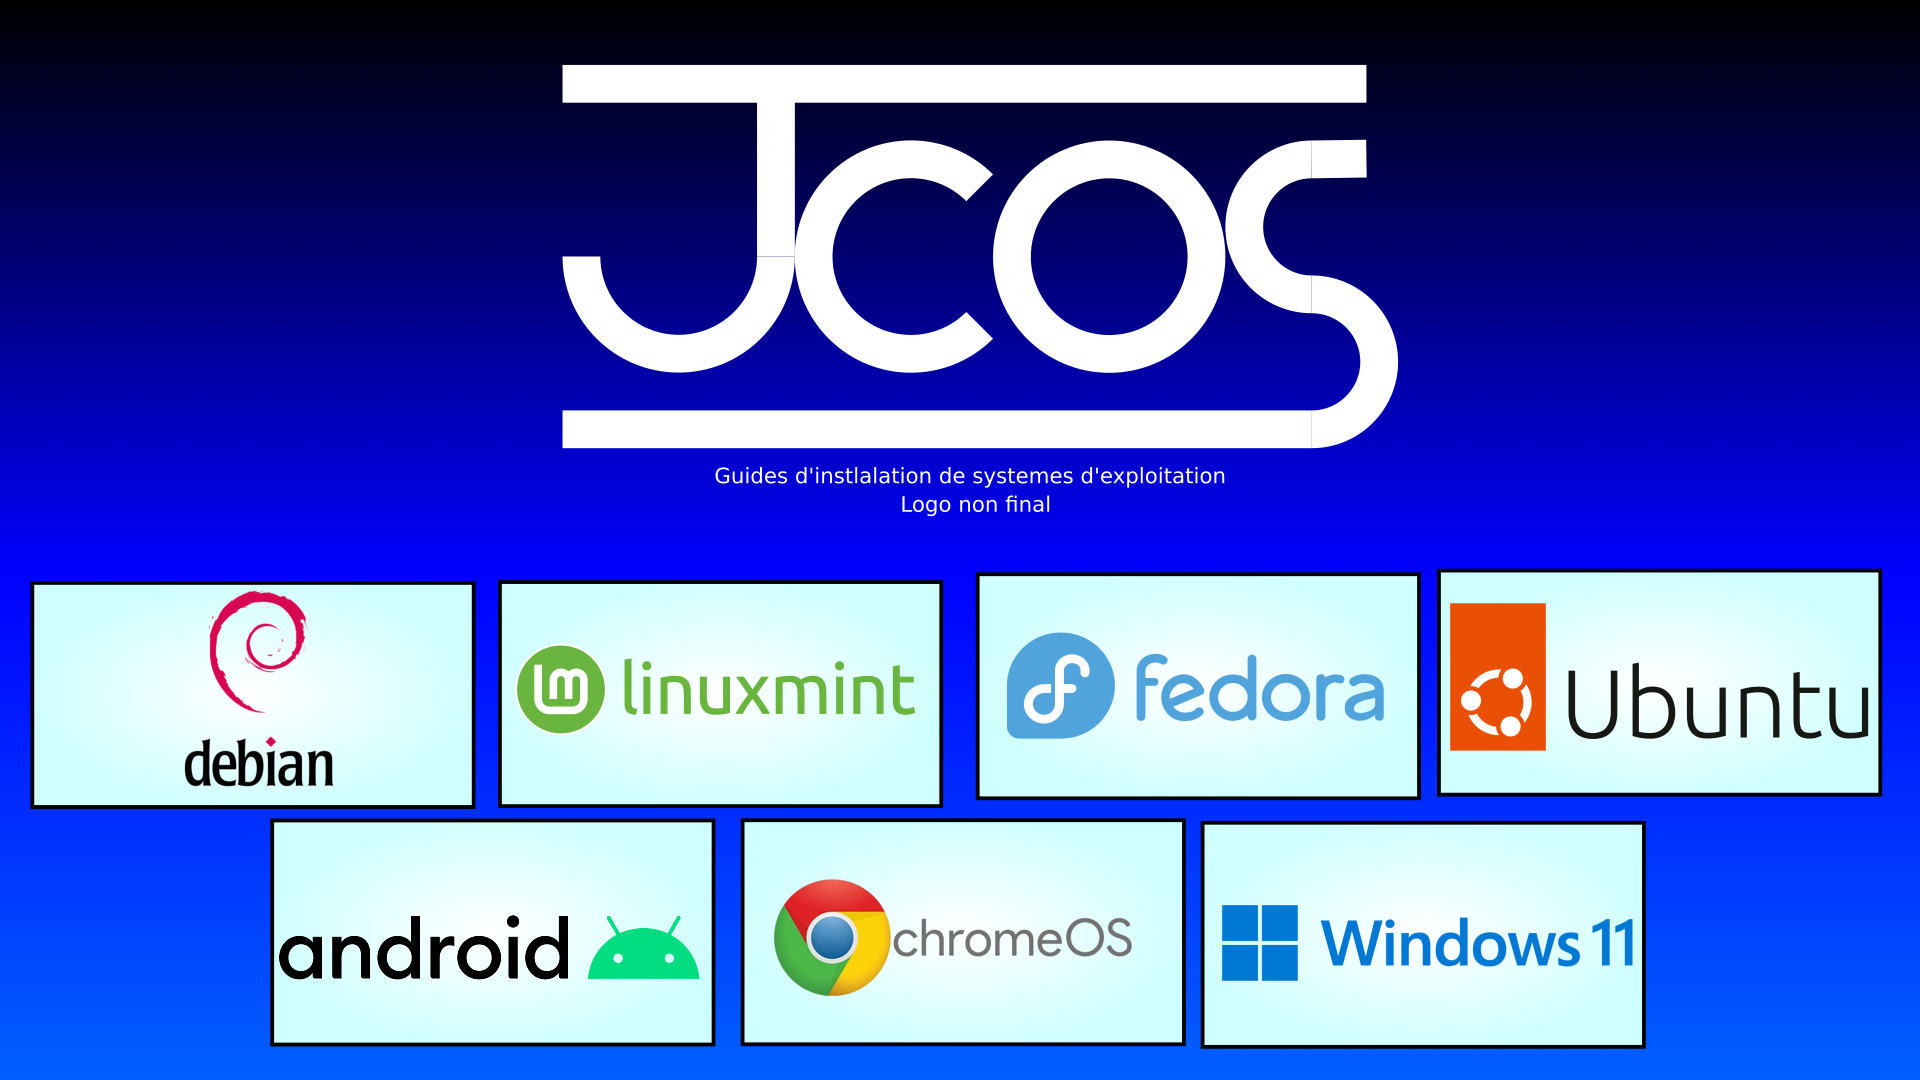 Jcos
Guides d'instlalation de systemes d'exploitation
Logo non final
debian
linuxmint
fedora
Ubuntu
android
chromeOS
Windows 11